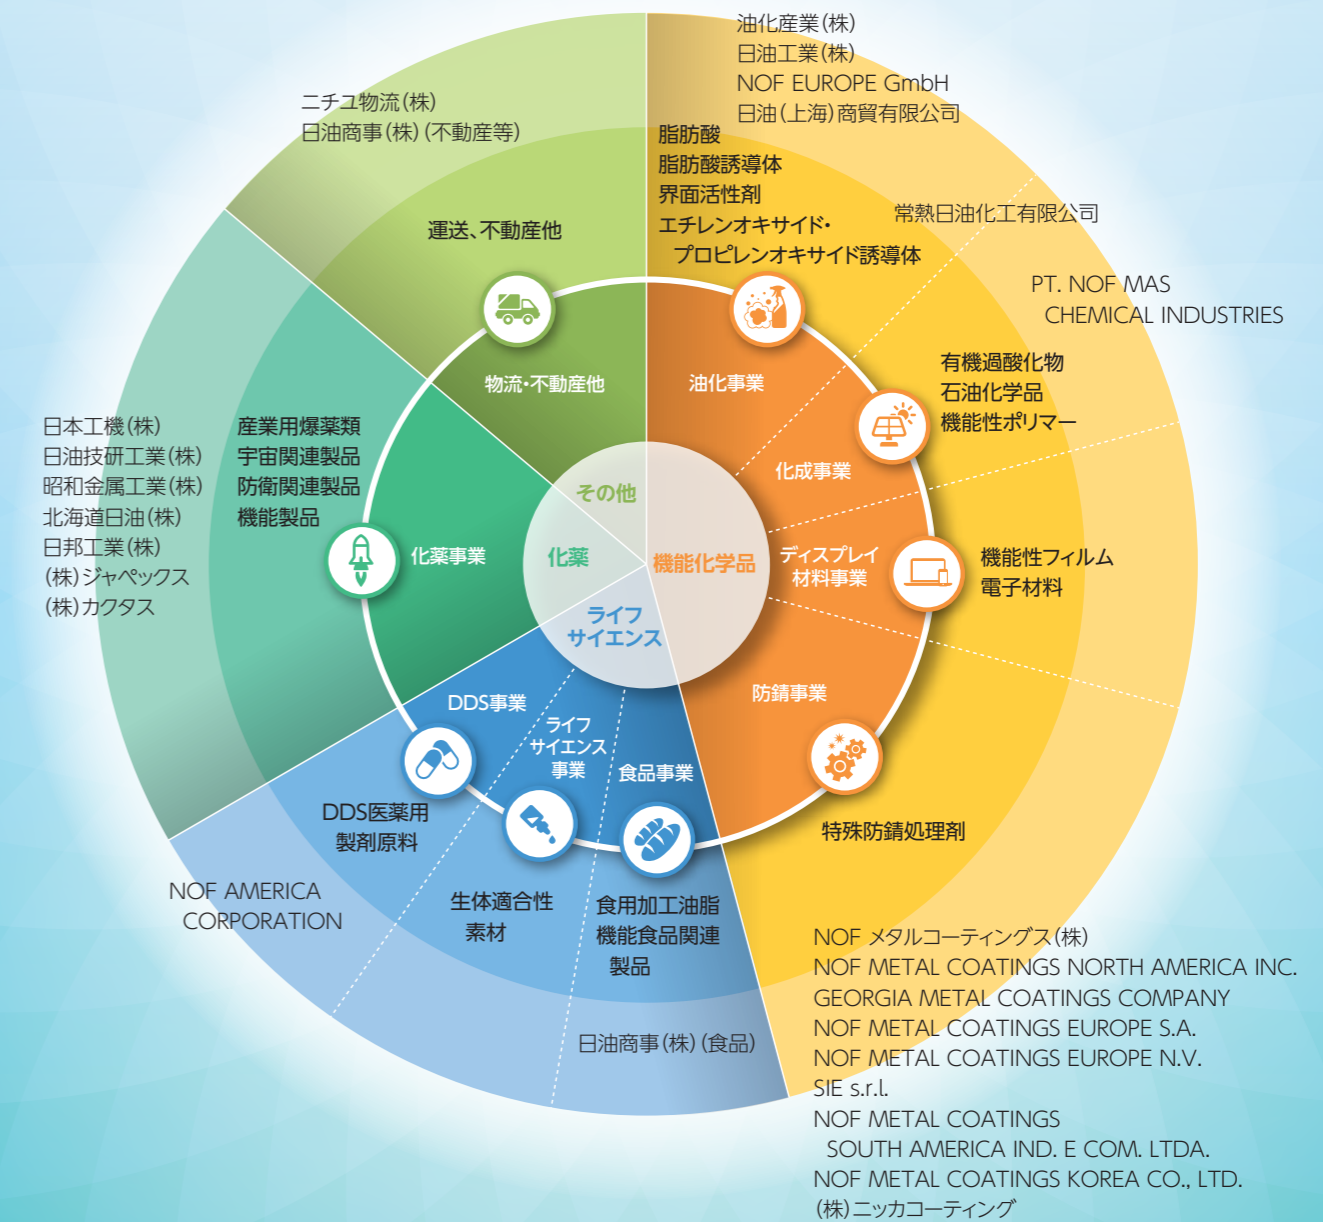 油化産業(株)
日油工業(株)
NOF EUROPE GmbH
日油(上海)商貿有限公司
脂肪酸
脂肪酸誘導体
界面活性剤
エチレンオキサイド・
プロピレンオキサイド誘導体
油化事業
常熱日油化工有限公司
PT. NOF MAS
CHEMICAL INDUSTRIES
有機過酸化物
石油化学品
機能性ポリマー
化成事業
ディスプレイ
材料事業
機能性フィルム
電子材料
防錆事業
特殊防錆処理剤
NOF メタルコーティングス(株)
NOF METAL COATINGS NORTH AMERICA INC.
GEORGIA METAL COATINGS COMPANY
NOF METAL COATINGS EUROPE S.A.
NOF METAL COATINGS EUROPE N.V.
SIE s.r.l.
NOF METAL COATINGS
SOUTH AMERICA IND. E COM. LTDA.
NOF METAL COATINGS KOREA CO., LTD.
(株)ニッカコーティング
機能化学品
ライフ
サイエンス
食品事業
食用加工油脂
機能食品関連
製品
日油商事(株)(食品)
ライフ
サイエンス
事業
生体適合性
素材
DDS事業
DDS医薬用
製剤原料
NOF AMERICA
CORPORATION
化薬
化薬事業
産業用爆薬類
宇宙関連製品
防衛関連製品
機能製品
日本工機(株)
日油技研工業(株)
昭和金属工業(株)
北海道日油(株)
日邦工業(株)
(株)ジャペックス
(株)カクタス
その他
物流・不動産他
運送、不動産他
ニチユ物流(株)
日油商事(株)(不動産等)